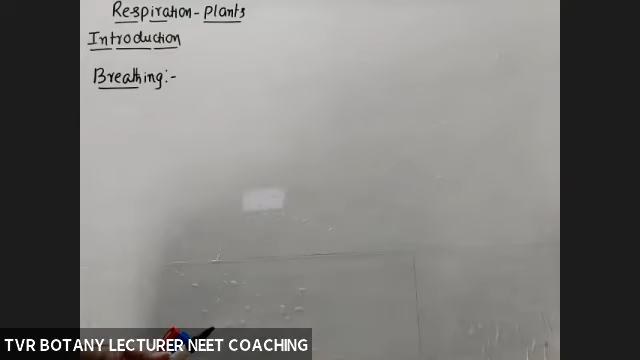 Respiration - Plants
Introduction
Breathing:-
TVR BOTANY LECTURER NEET COACHING